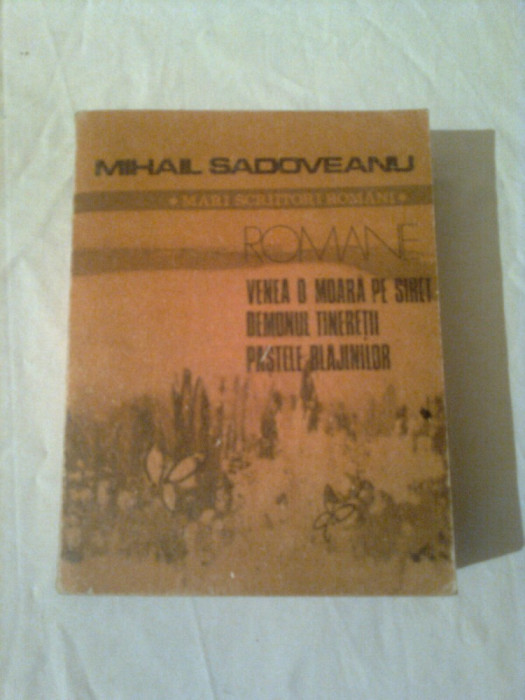 MIHAIL SADOVEANU
• MARI SCRIITORI ROMÂNI •
ROMANE
VENEA O MOARĂ PE SIRET
DEMONUL TINEREȚII
PAȘTELE BLAJINILOR